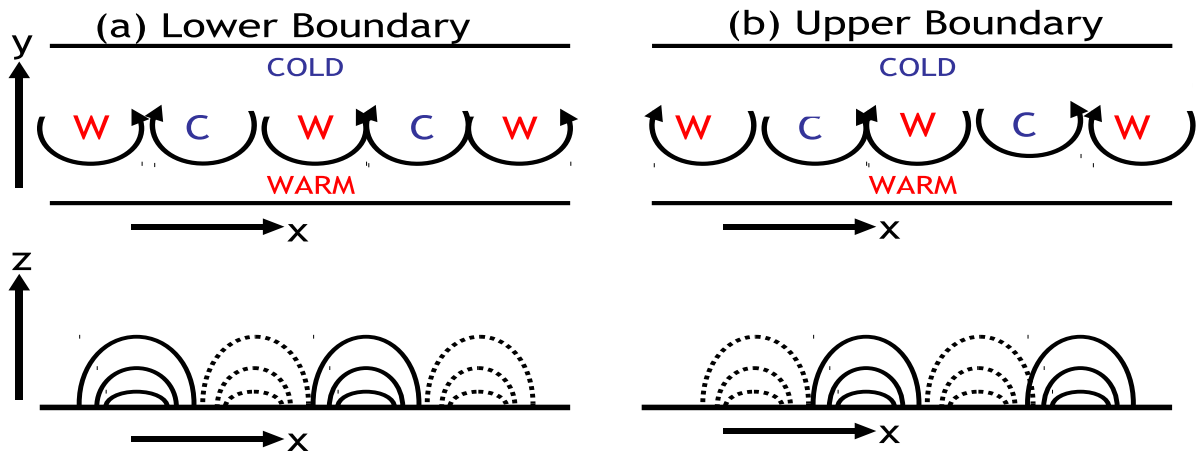 (a) Lower Boundary
y
COLD
W C W C W
WARM
x
z
x
(b) Upper Boundary
COLD
W C W C W
WARM
x
x